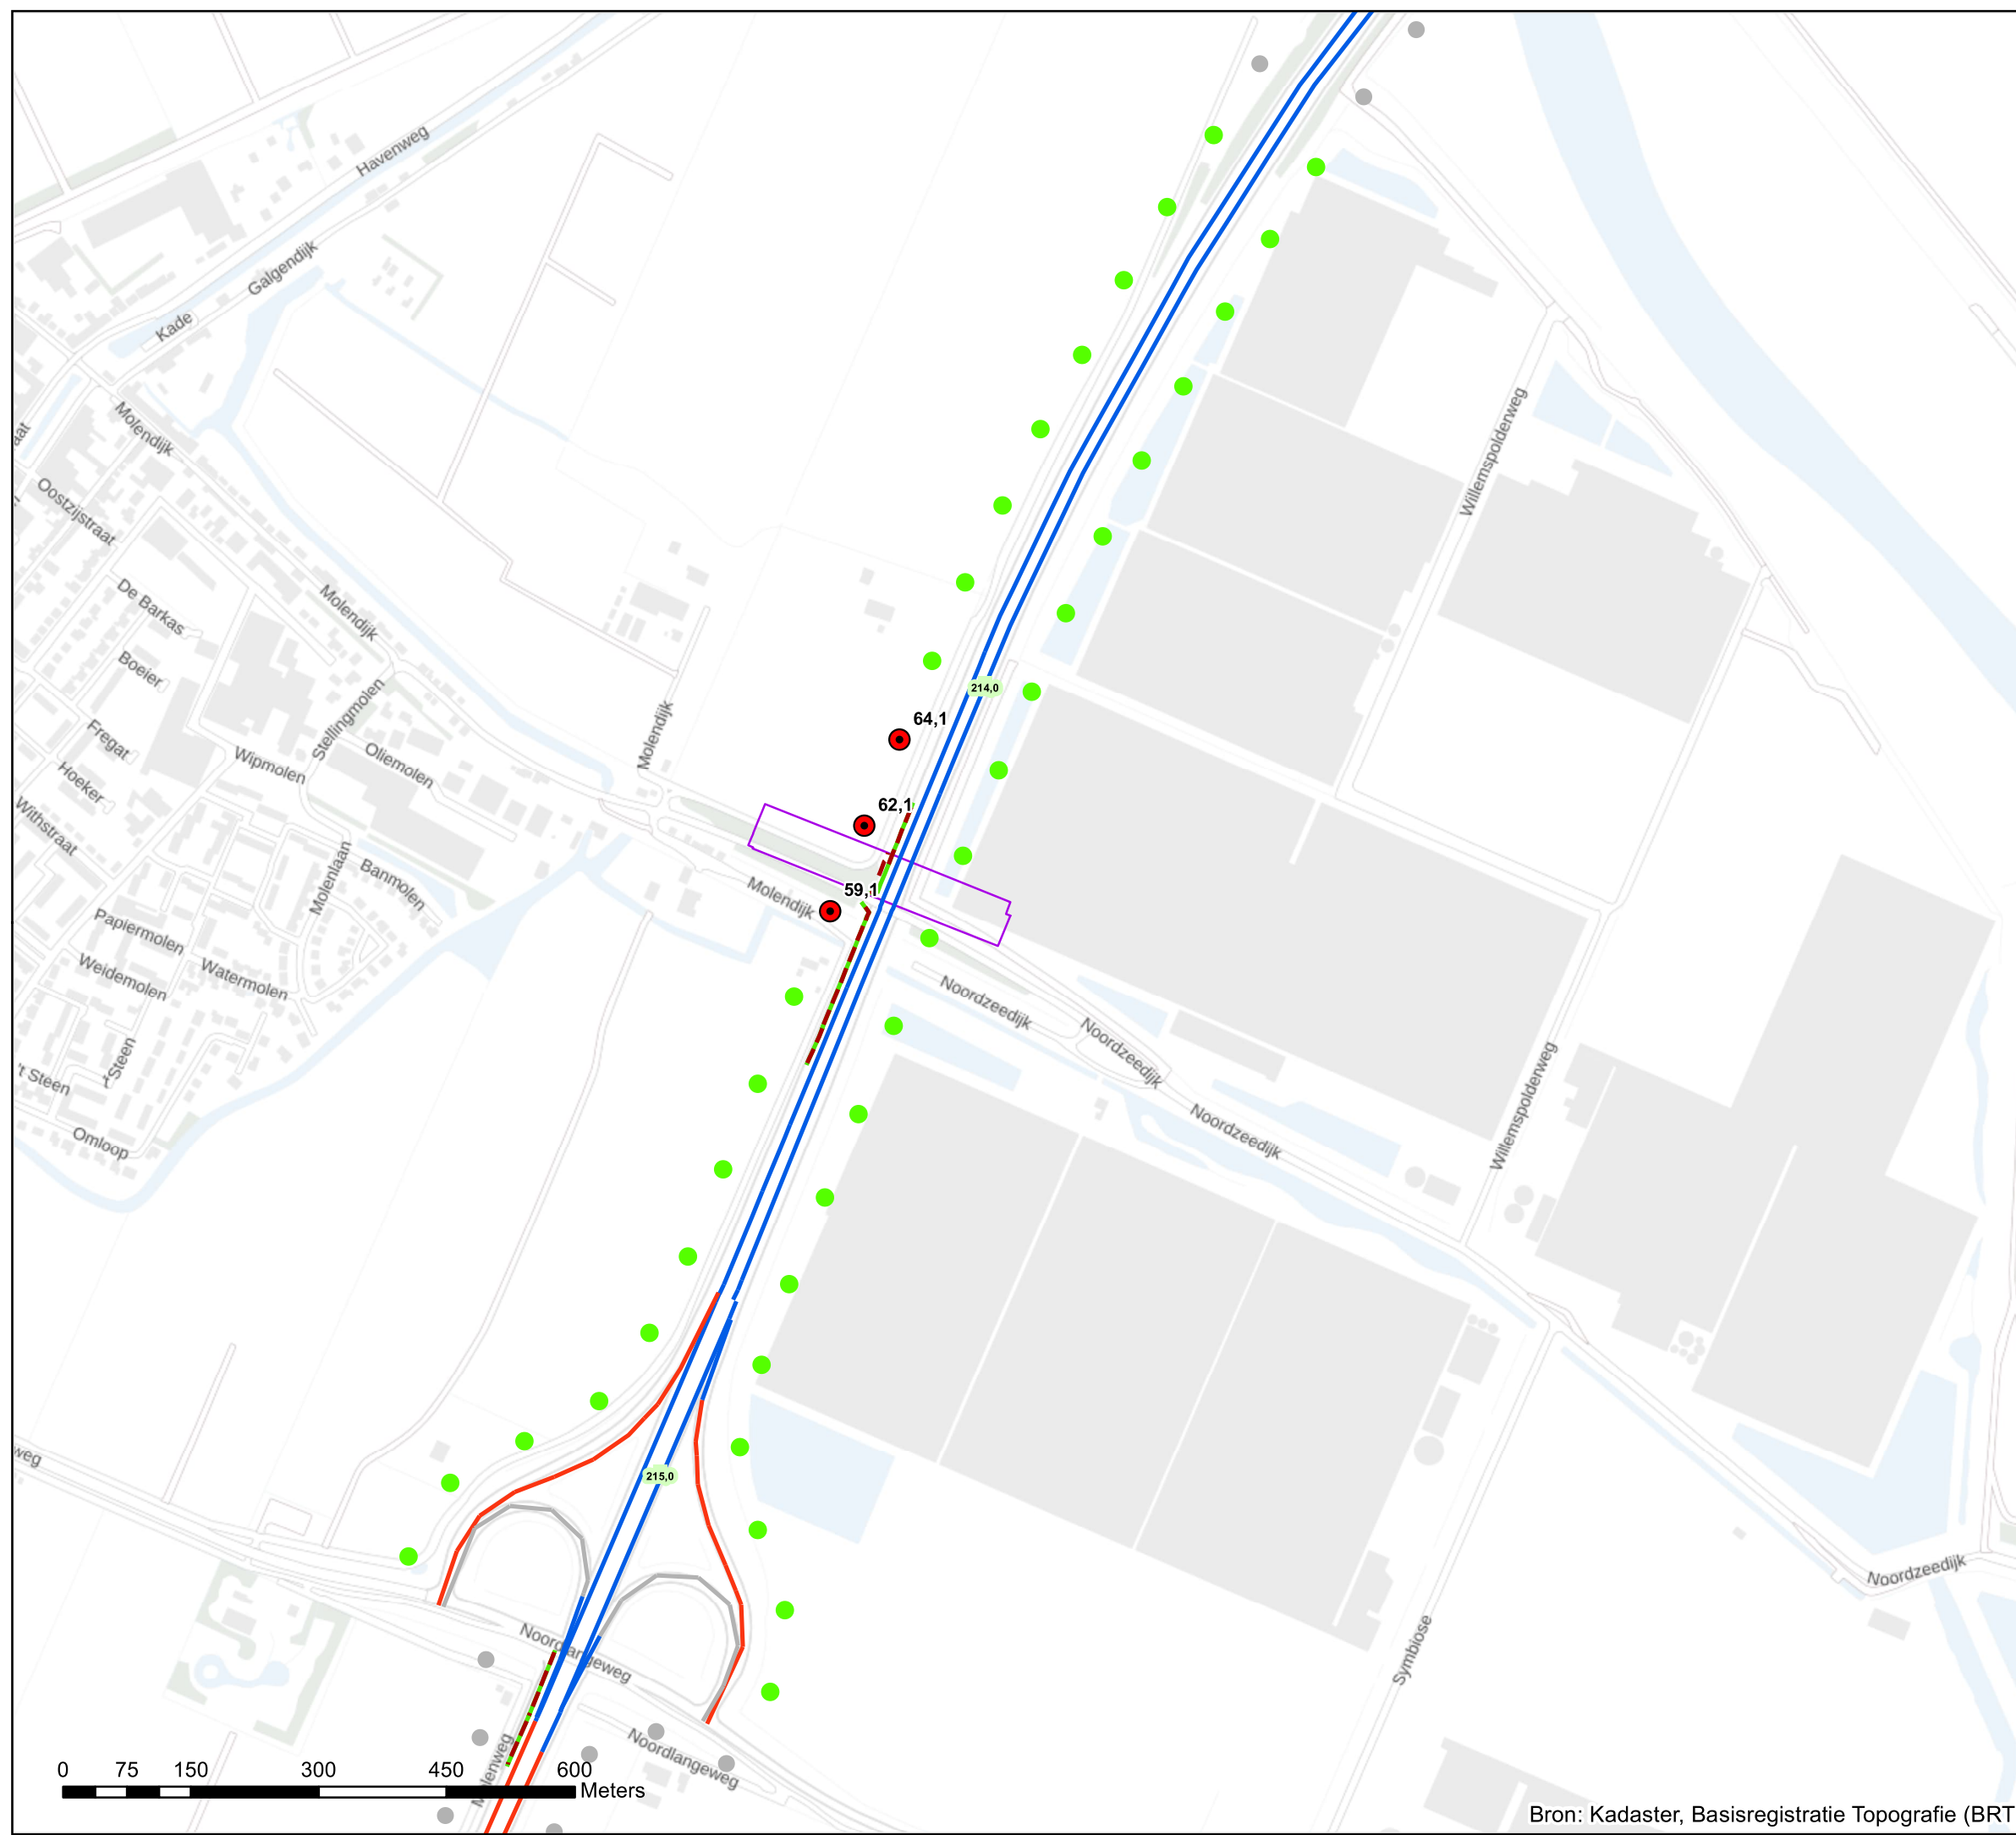 Havenweg
Galgendijk
Kade
Molendijk
aat
Oostzijstraat
De Barkas
Molendijk
Willemspolderweg
Boeier
Stellingmolen
Molendijk
214,0
Fregat
Wipmolen
Oliemolen
64,1
Hoeker
62,1
Withstraat
Molenlaan
Banmolen
59,1
Molendijk
Papiermolen
Weidemolen
Watermolen
Noordzeedijk
Noordzeedijk
't Steen
't Steen
Noordzeedijk
Willemspolderweg
Omloop
weg
215,0
Noordzeedijk
Noordlangeweg
Symbiose
Noordlangeweg
Molenweg
0 75 150 300 450 600
Meters
Bron: Kadaster, Basisregistratie Topografie (BRT